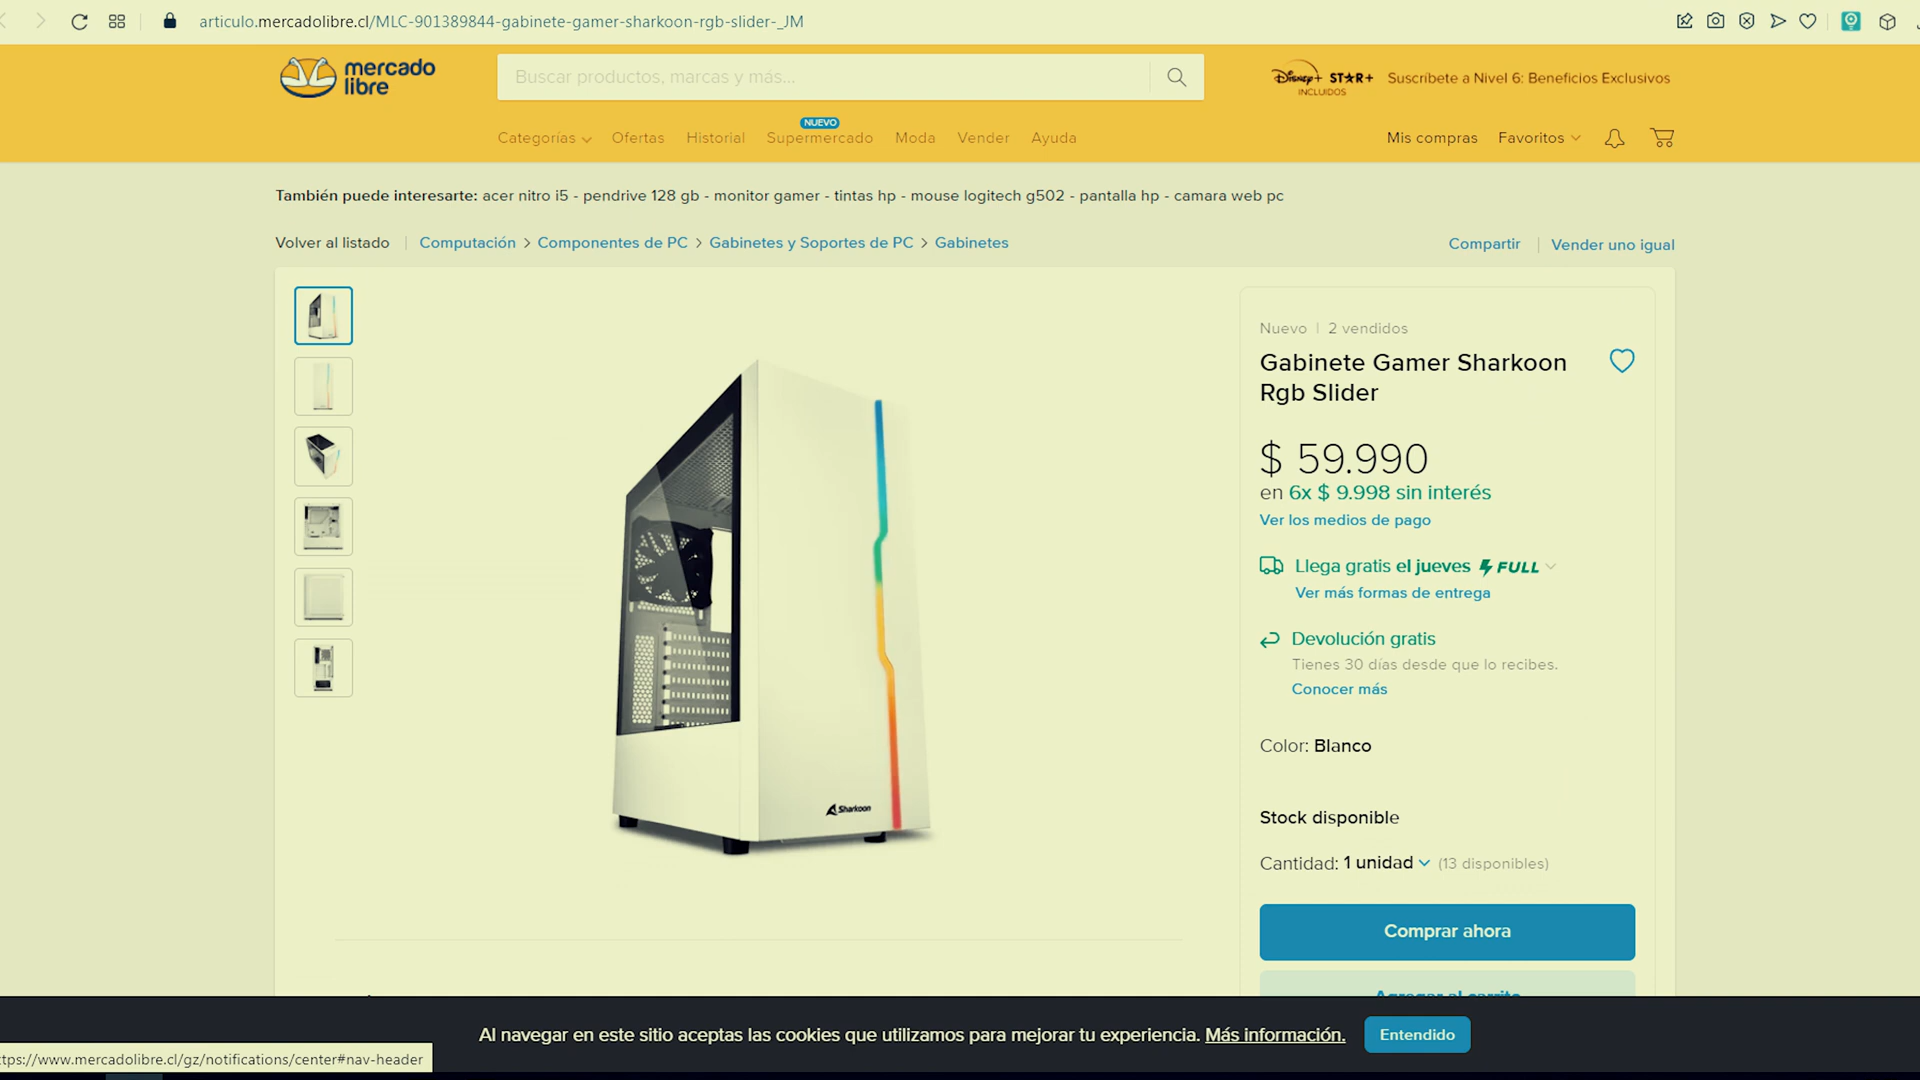 articulo.mercadolibre.cl/MLC-901389844-gabinete-gamer-sharkoon-rgb-slider-_JM
mercado
libre
Buscar productos, marcas y más...
Disney+ STAR+
INCLUIDOS
Suscríbete a Nivel 6: Beneficios Exclusivos
NUEVO
Categorías Ofertas Historial Supermercado Moda Vender Ayuda
Mis compras Favoritos
También puede interesarte: acer nitro i5 - pendrive 128 gb - monitor gamer - tintas hp - mouse logitech g502 - pantalla hp - camara web pc
Volver al listado | Computación > Componentes de PC > Gabinetes y Soportes de PC > Gabinetes
Compartir | Vender uno igual
Nuevo | 2 vendidos
Gabinete Gamer Sharkoon
Rgb Slider
$ 59.990
en 6x $ 9.998 sin interés
Ver los medios de pago
Llega gratis el jueves FULL
Ver más formas de entrega
Devolución gratis
Tienes 30 días desde que lo recibes.
Conocer más
Color: Blanco
Sharkoon
Stock disponible
Cantidad: 1 unidad (13 disponibles)
Comprar ahora
Agregar al carrito
Al navegar en este sitio aceptas las cookies que utilizamos para mejorar tu experiencia. Más información.
Entendido
ttps://www.mercadolibre.cl/gz/notifications/center#nav-header